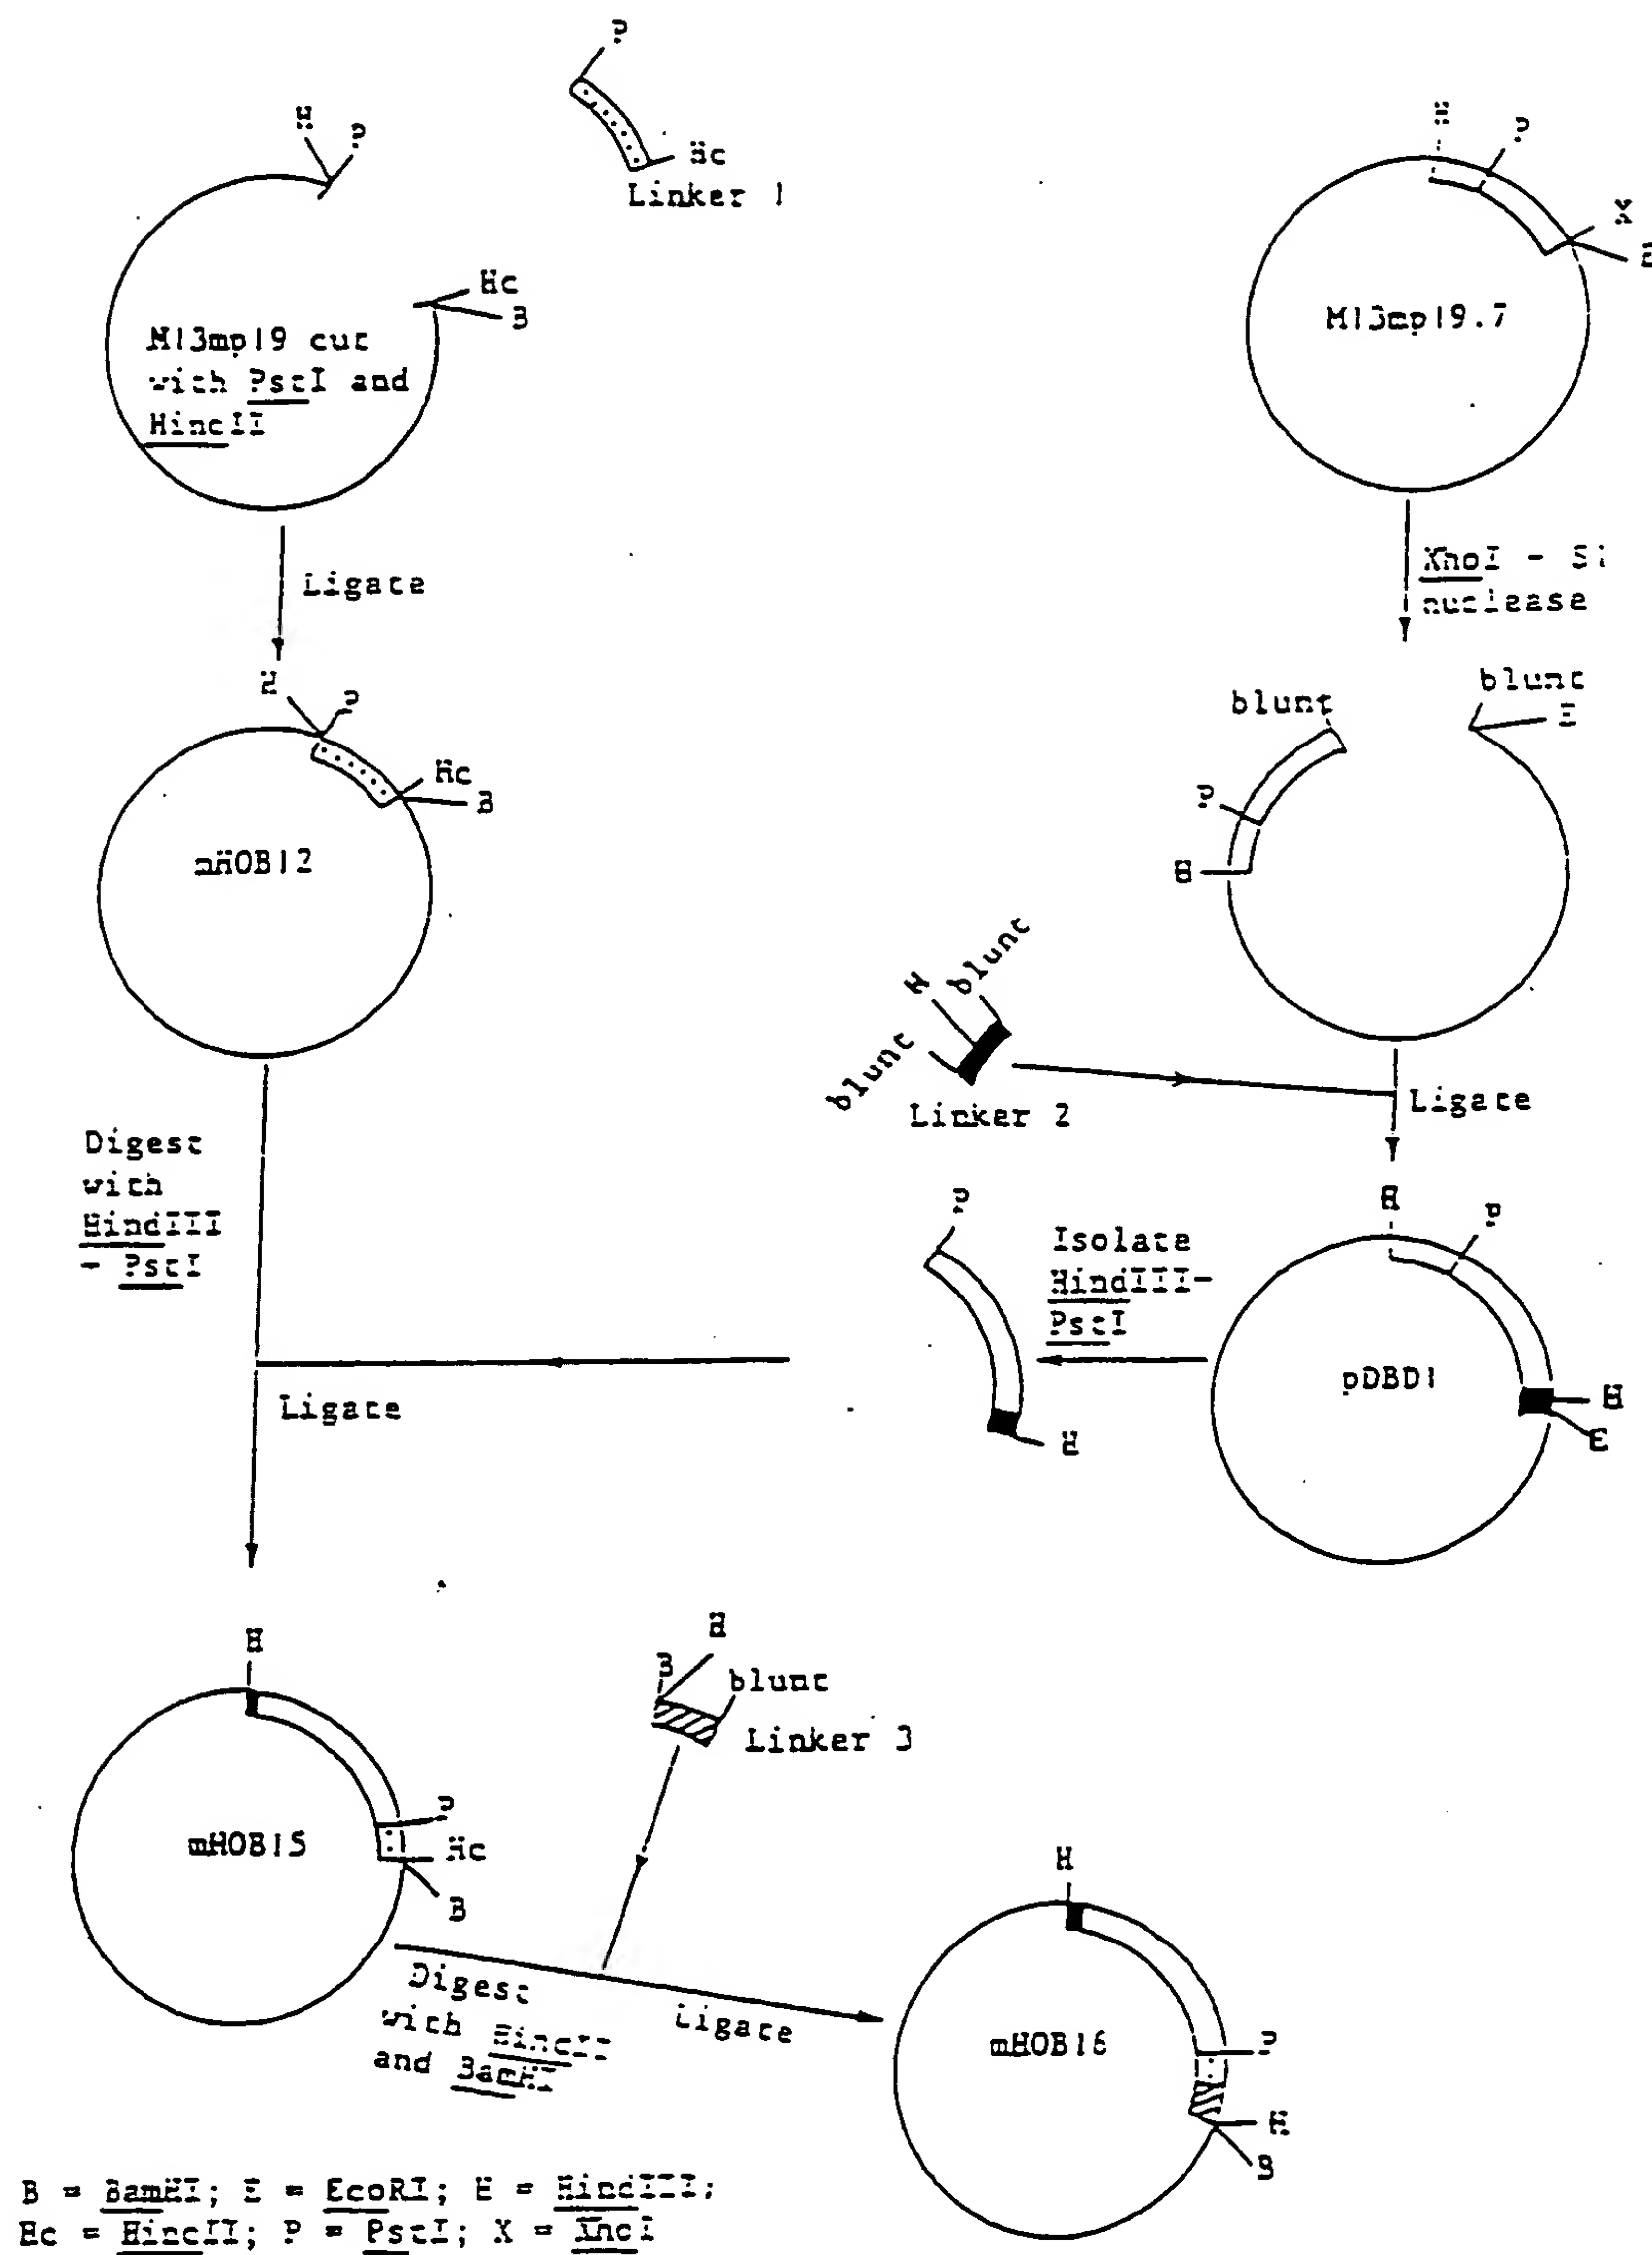 P
Hc
Linker 1
H
P
Hc
B
M13mp19 cut
with PstI and
HincII
H
P
X
E
M13mp19.7
Ligate
XhoI - S1
nuclease
H
P
Hc
B
mHOB12
blunt
blunt
E
P
H
H
blunt
blunt
Linker 2
Ligate
Digest
with
HindIII
- PstI
P
H
Isolate
HindIII-
PstI
H
P
pDBD1
H
E
Ligate
H
P
Hc
B
mHOB15
H
B
blunt
Linker 3
Digest
with HincII
and BamHI
Ligate
H
mHOB16
P
H
B
B = BamHI; E = EcoRI; H = HindIII;
Hc = HincII; P = PstI; X = XhoI